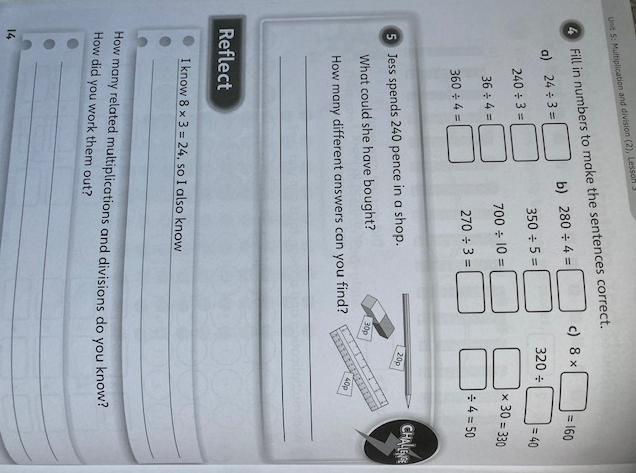 Unit 5: Multiplication and division (2), Lesson 3
4 Fill in numbers to make the sentences correct.
a) 24 ÷ 3 =
240 ÷ 3 =
36 ÷ 4 =
360 ÷ 4 =
b) 280 ÷ 4 =
350 ÷ 5 =
700 ÷ 10 =
270 ÷ 3 =
c) 8 × = 160
320 ÷ = 40
× 30 = 330
÷ 4 = 50
5 Jess spends 240 pence in a shop.
What could she have bought?
How many different answers can you find?
CHALLENGE
20p
30p
40p
Reflect
I know 8 × 3 = 24, so I also know
How many related multiplications and divisions do you know?
How did you work them out?
14